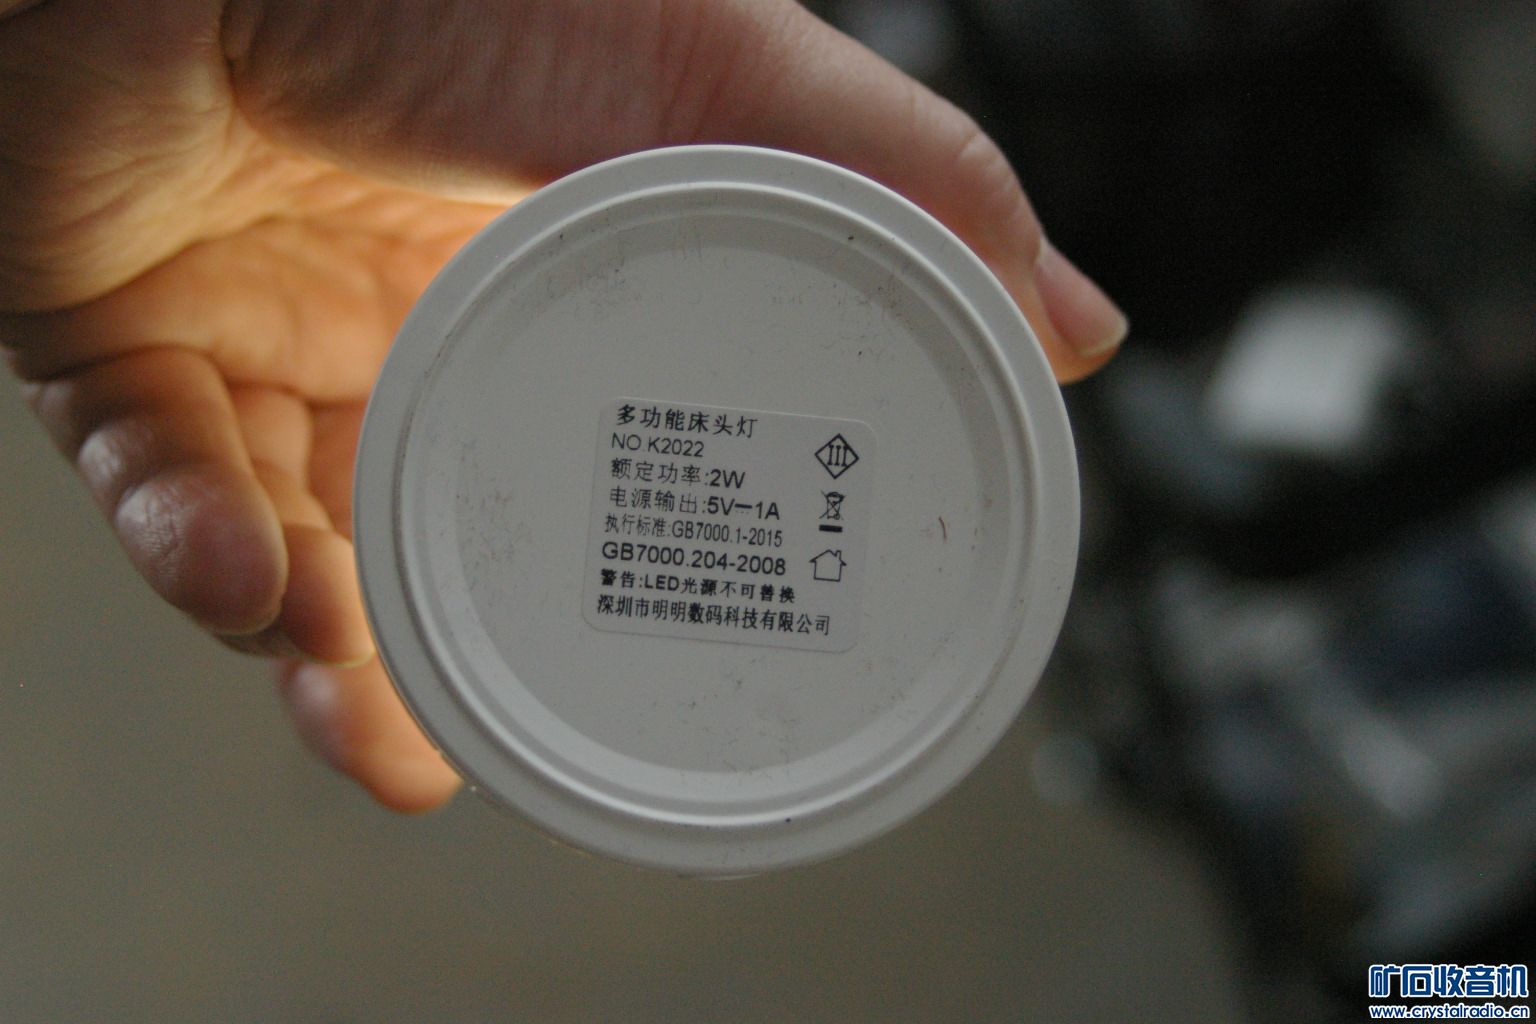 多功能床头灯
NO.K2022
额定功率:2W
电源输出:5V⎓1A
执行标准:GB7000.1-2015
GB7000.204-2008
警告:LED光源不可替换
深圳市明明数码科技有限公司
III
矿石收音机
www.crystalradio.cn